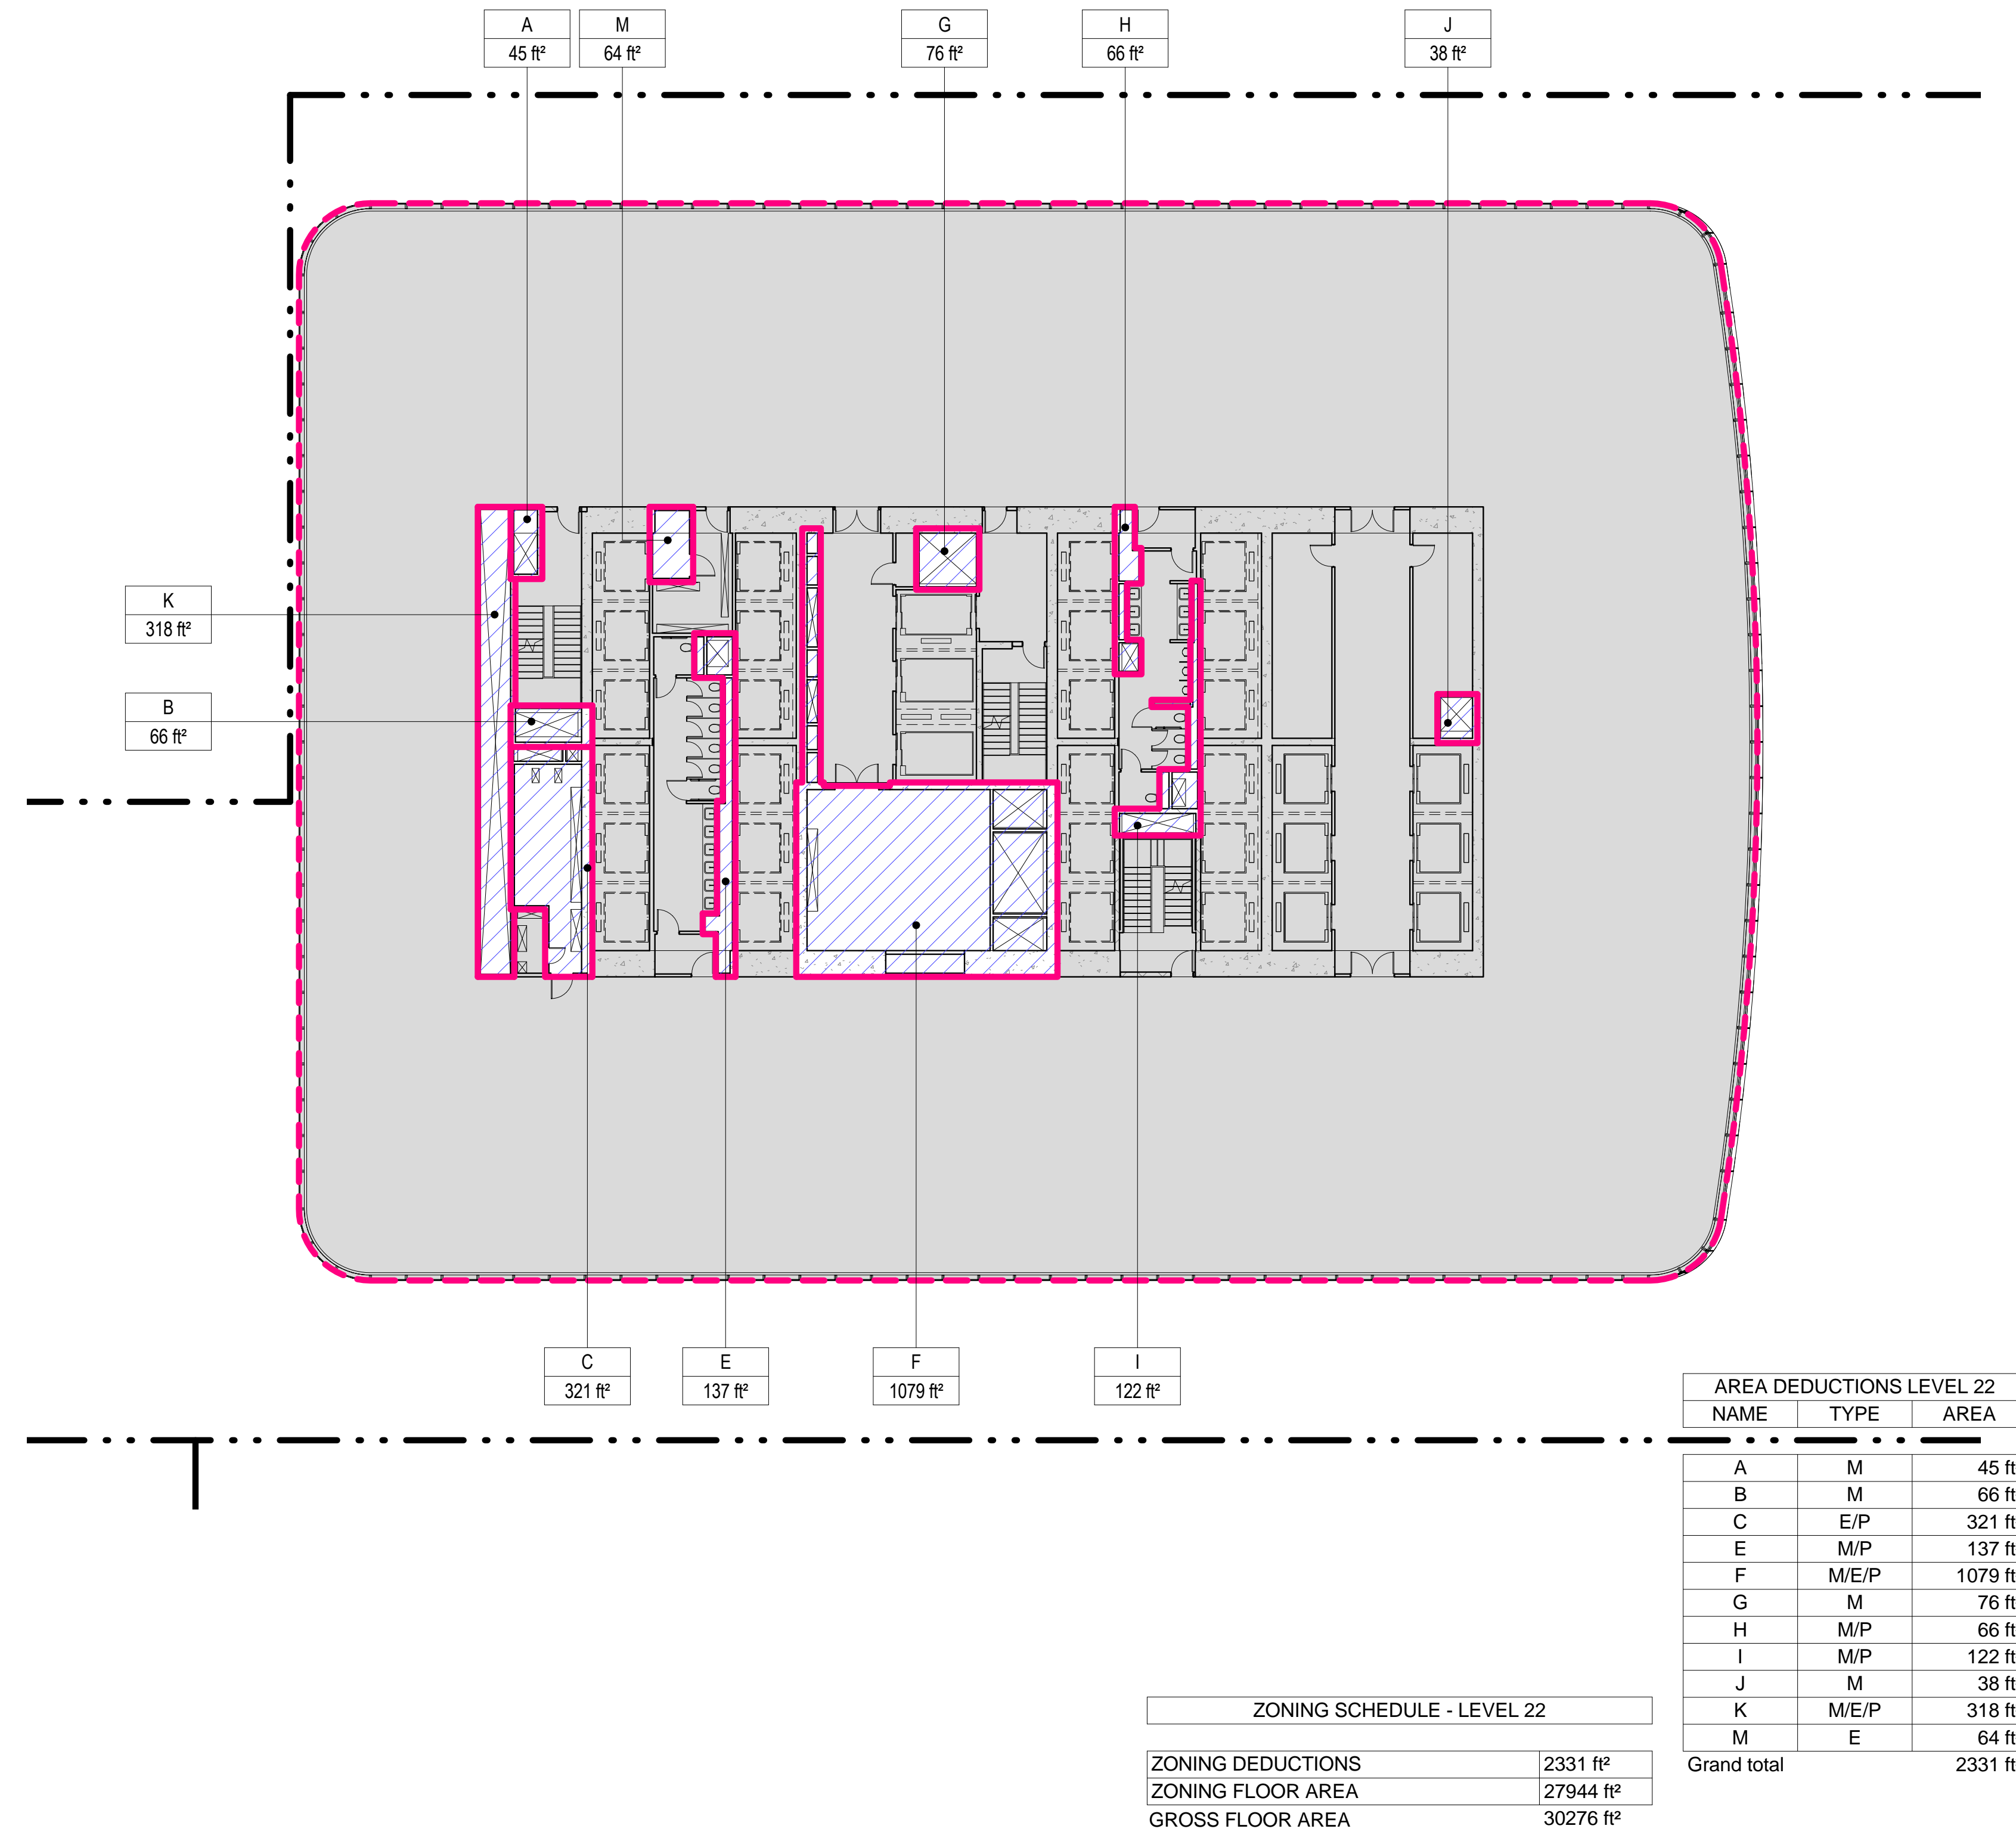 A M G H J
45 ft² 64 ft² 76 ft² 66 ft² 38 ft²
K
318 ft²
B
66 ft²
C E F I
321 ft² 137 ft² 1079 ft² 122 ft²
AREA DEDUCTIONS LEVEL 22
NAME TYPE AREA
A M 45 ft
B M 66 ft
C E/P 321 ft
E M/P 137 ft
F M/E/P 1079 ft
G M 76 ft
H M/P 66 ft
I M/P 122 ft
J M 38 ft
K M/E/P 318 ft
M E 64 ft
Grand total 2331 ft
ZONING SCHEDULE - LEVEL 22
ZONING DEDUCTIONS 2331 ft²
ZONING FLOOR AREA 27944 ft²
GROSS FLOOR AREA 30276 ft²